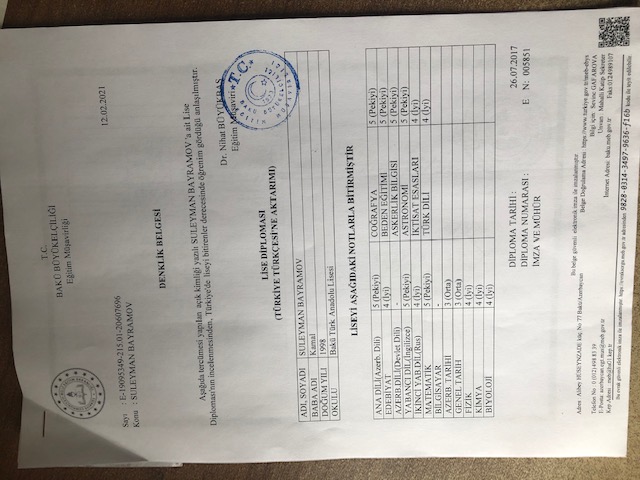 T.C.
BAKÜ BÜYÜKELÇİLİĞİ
Eğitim Müşavirliği
12.02.2021
Sayı : E-19095349-215.01-20607696
Konu : SULEYMAN BAYRAMOV
DENKLİK BELGESİ
Aşağıda tercümesi yapılan açık kimliği yazılı SULEYMAN BAYRAMOV 'a ait Lise
Diploması'nın incelenmesinden, Türkiye'de liseyi bitirenler derecesinde öğrenim gördüğü anlaşılmıştır.
Dr. Nihat BÜYÜKBAŞ
Eğitim Müşaviri
T.C.
LİSE DİPLOMASI
(TÜRKİYE TÜRKÇESİ'NE AKTARIMI)
ADI, SOYADI SULEYMAN BAYRAMOV
BABA ADI Kamal
DOĞUM YILI 1998
OKULU Bakü Türk Anadolu Lisesi
LİSEYİ AŞAĞIDAKİ NOTLARLA BİTİRMİŞTİR
ANA DİLİ(Azerb. Dili) 5 (Pekiyi) COĞRAFYA 5 (Pekiyi)
EDEBİYAT 4 (İyi) BEDEN EĞİTİMİ 5 (Pekiyi)
AZERB.DİLİ(Devlet Dili) - ASKERLİK BİLGİSİ 5 (Pekiyi)
YABANCI DİL(İngilizce) 5 (Pekiyi) ASTRONOMİ 5 (Pekiyi)
İKİNCİ YAB.DİL(Rus) 4 (İyi) İKTİSAT ESASLARI 4 (İyi)
MATEMATİK 5 (Pekiyi) TÜRK DİLİ 4 (İyi)
BİLGİSAYAR -
AZERB. TARİHİ 3 (Orta)
GENEL TARİH 3 (Orta)
FİZİK 4 (İyi)
KİMYA 4 (İyi)
BİYOLOJİ 4 (İyi)
DİPLOMA TARİHİ : 26.07.2017
DİPLOMA NUMARASI : E N: 005851
İMZA VE MÜHÜR
Bu belge güvenli elektronik imza ile imzalanmıştır.
Adres : Alibey HÜSEYNZADE küç No 77 Bakü/Azerbaycan
Belge Doğrulama Adresi : https://www.turkiye.gov.tr/meb-ebys
Bilgi için: Sevinc GAFAROVA
Telefon No : 0 (012) 498 83 39
Unvan : Mahalli Katip Sekreter
E-Posta: azerbaycan.egt.mus@meb.gov.tr
İnternet Adresi: baku.meb.gov.tr
Faks:0124989107
Kep Adresi : meb@hs01.kep.tr
Bu evrak güvenli elektronik imza ile imzalanmıştır. https://evraksorgu.meb.gov.tr adresinden 9828-0314-3497-9636-f16b kodu ile teyit edilebilir.